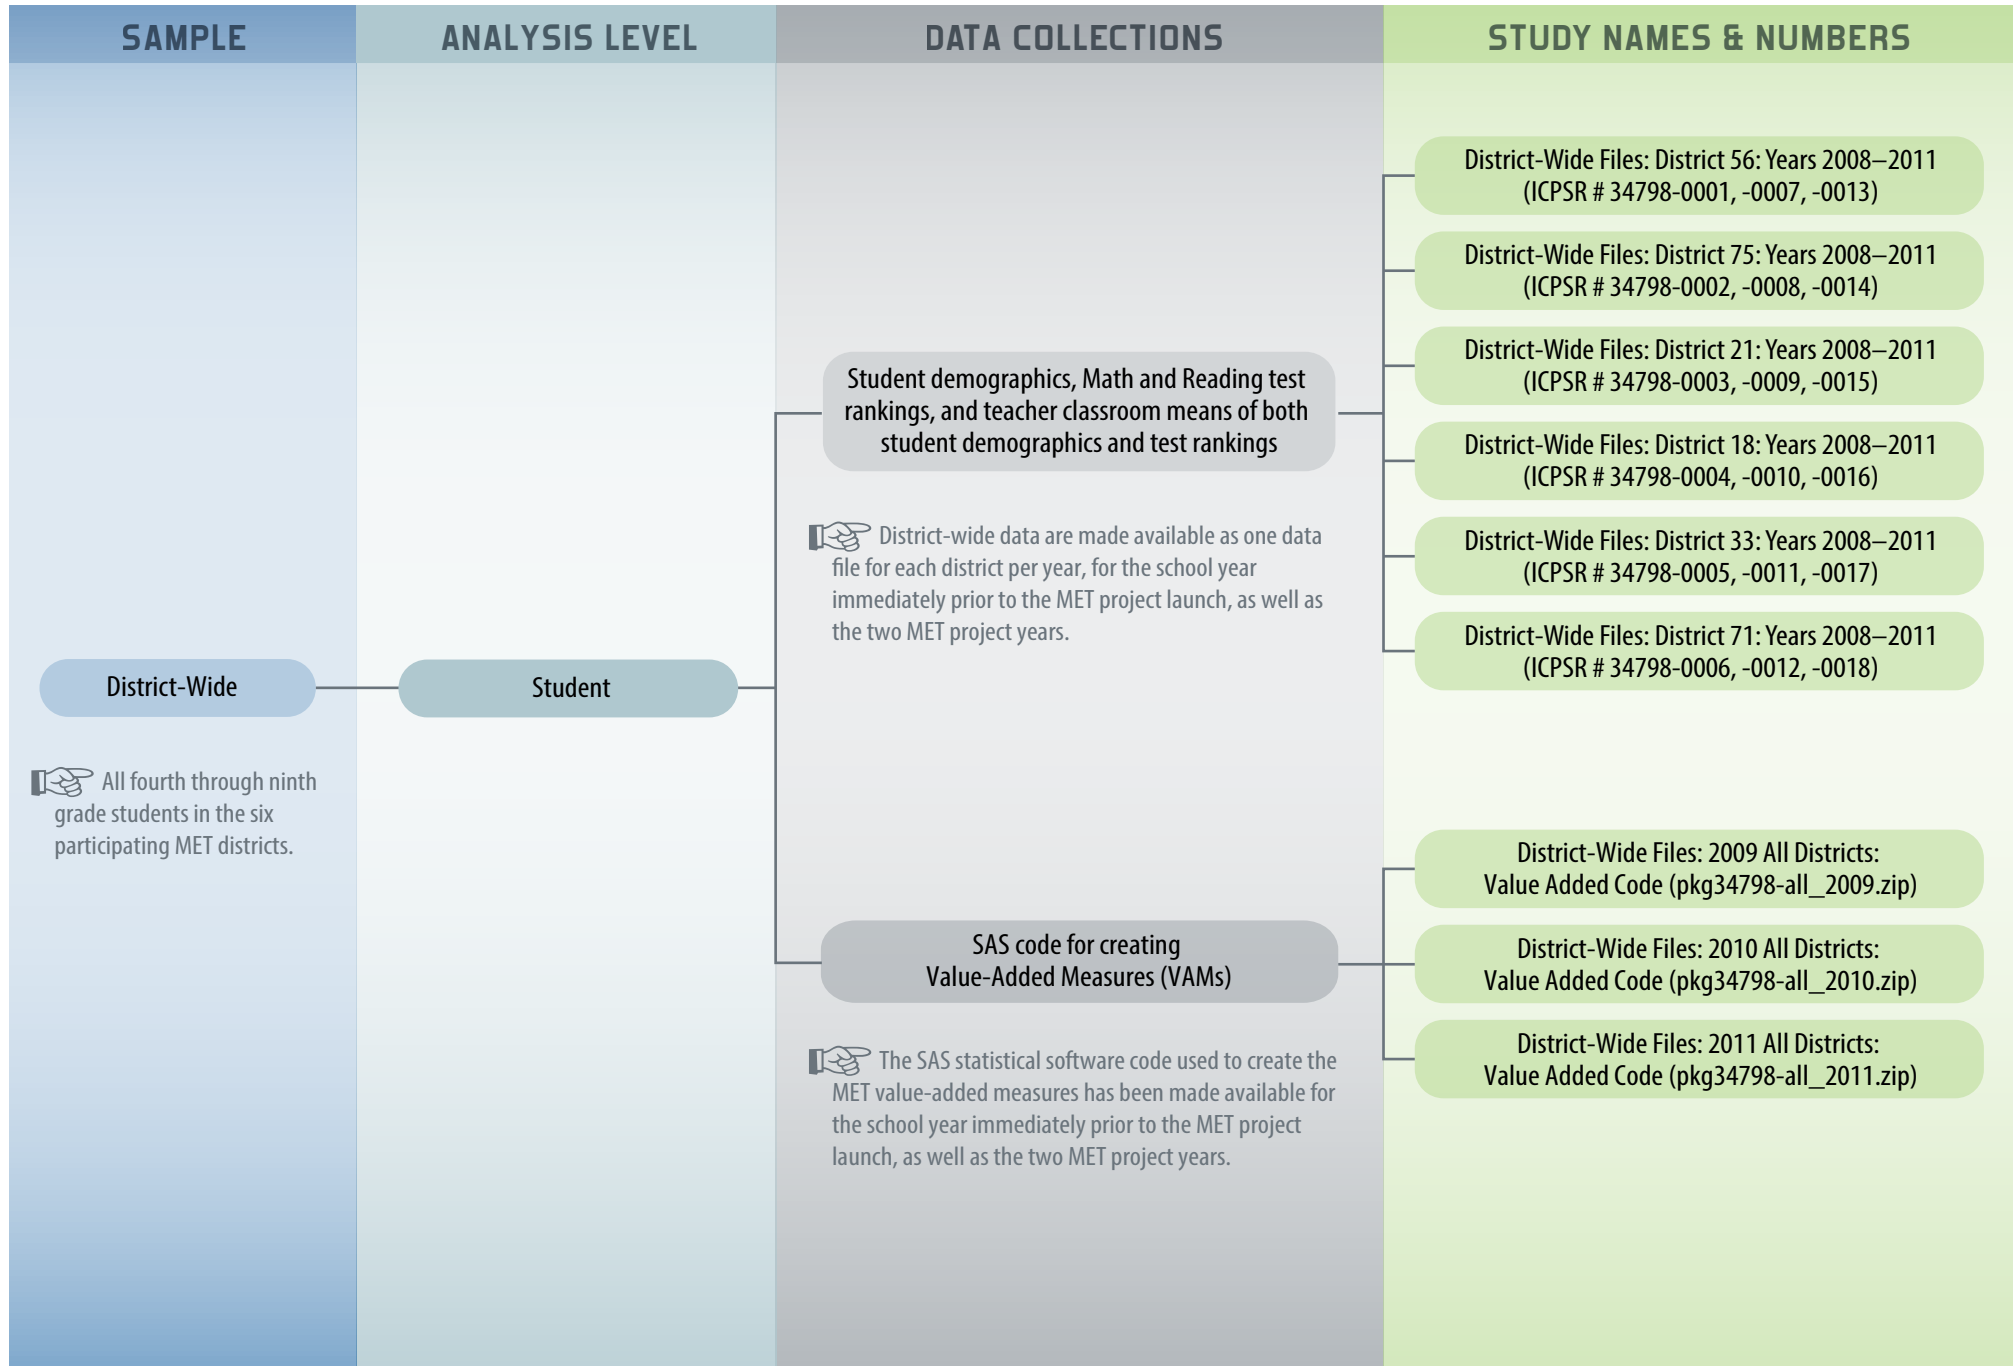 SAMPLE
ANALYSIS LEVEL
DATA COLLECTIONS
STUDY NAMES & NUMBERS
District-Wide
All fourth through ninth
grade students in the six
participating MET districts.
Student
Student demographics, Math and Reading test
rankings, and teacher classroom means of both
student demographics and test rankings
District-wide data are made available as one data
file for each district per year, for the school year
immediately prior to the MET project launch, as well as
the two MET project years.
SAS code for creating
Value-Added Measures (VAMs)
The SAS statistical software code used to create the
MET value-added measures has been made available for
the school year immediately prior to the MET project
launch, as well as the two MET project years.
District-Wide Files: District 56: Years 2008–2011
(ICPSR # 34798-0001, -0007, -0013)
District-Wide Files: District 75: Years 2008–2011
(ICPSR # 34798-0002, -0008, -0014)
District-Wide Files: District 21: Years 2008–2011
(ICPSR # 34798-0003, -0009, -0015)
District-Wide Files: District 18: Years 2008–2011
(ICPSR # 34798-0004, -0010, -0016)
District-Wide Files: District 33: Years 2008–2011
(ICPSR # 34798-0005, -0011, -0017)
District-Wide Files: District 71: Years 2008–2011
(ICPSR # 34798-0006, -0012, -0018)
District-Wide Files: 2009 All Districts:
Value Added Code (pkg34798-all_2009.zip)
District-Wide Files: 2010 All Districts:
Value Added Code (pkg34798-all_2010.zip)
District-Wide Files: 2011 All Districts:
Value Added Code (pkg34798-all_2011.zip)